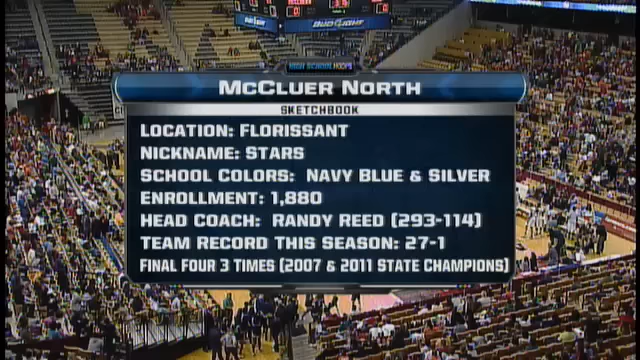 BUD LIGHT
HIGH SCHOOL HOOPS
McCluer North
SKETCHBOOK
LOCATION: FLORISSANT
NICKNAME: STARS
SCHOOL COLORS: NAVY BLUE & SILVER
ENROLLMENT: 1,880
HEAD COACH: RANDY REED (293-114)
TEAM RECORD THIS SEASON: 27-1
FINAL FOUR 3 TIMES (2007 & 2011 STATE CHAMPIONS)